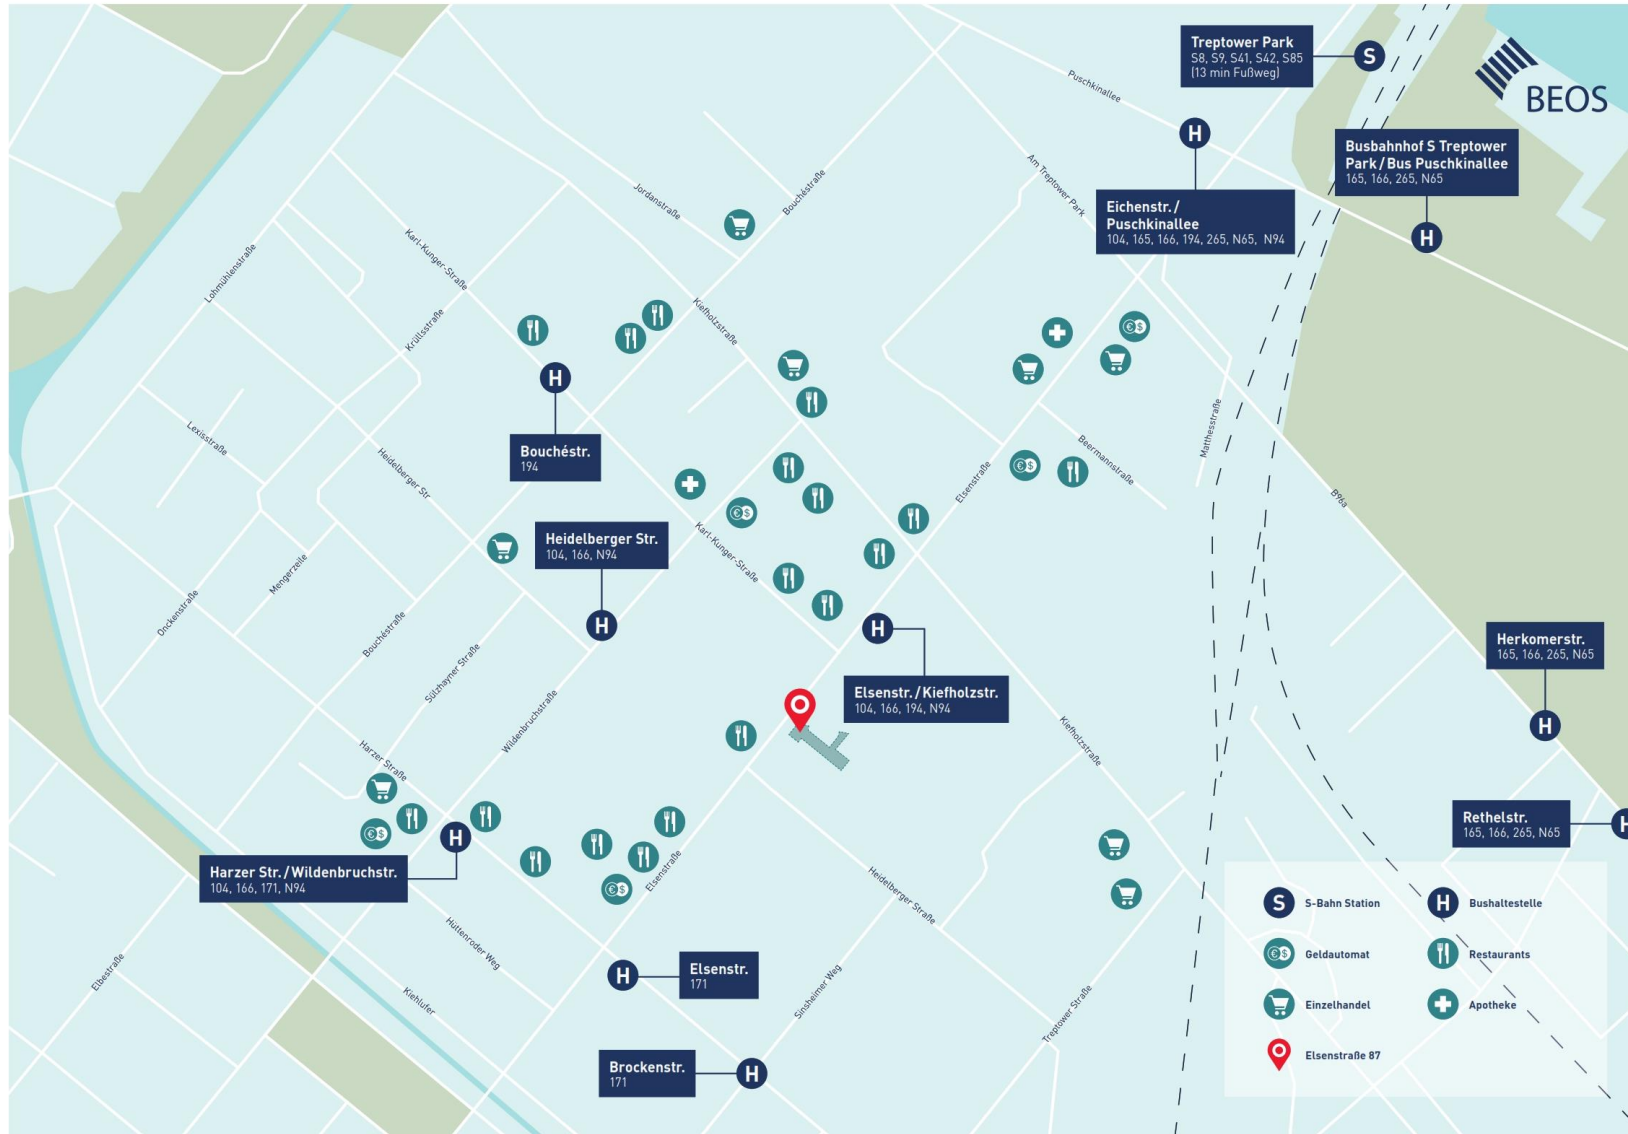 Treptower Park
S8, S9, S41, S42, S85
(13 min Fußweg)
S
BEOS
Puschkinallee
H
Busbahnhof S Treptower
Park / Bus Puschkinallee
165, 166, 265, N65
H
Am Treptower Park
Eichenstr. /
Puschkinallee
104, 165, 166, 194, 265, N65, N94
Jordanstraße
Bouchéstraße
Karl-Kunger-Straße
Lohmühlenstraße
Krüllsstraße
Kiefholzstraße
€$
H
Bouchéstr.
194
Lexisstraße
Heidelberger Str
Matthesstraße
Beermannstraße
Elsenstraße
€$
B96a
€$
Karl-Kunger-Straße
Heidelberger Str.
104, 166, N94
H
Mengerzeile
Onckenstraße
Bouchéstraße
Sülzhayner Straße
Wildenbruchstraße
H
Elsenstr. / Kiefholzstr.
104, 166, 194, N94
Herkomerstr.
165, 166, 265, N65
H
Kiefholzstraße
Harzer Straße
€$
H
Harzer Str. / Wildenbruchstr.
104, 166, 171, N94
Rethelstr.
165, 166, 265, N65
H
€$
Elsenstraße
Heidelberger Straße
Hüttenroder Weg
Elbestraße
Kiehlufer
H
Elsenstr.
171
Sinsheimer Weg
Treptower Straße
Brockenstr.
171
H
S
S-Bahn Station
H
Bushaltestelle
€$
Geldautomat
Restaurants
Einzelhandel
Apotheke
Elsenstraße 87